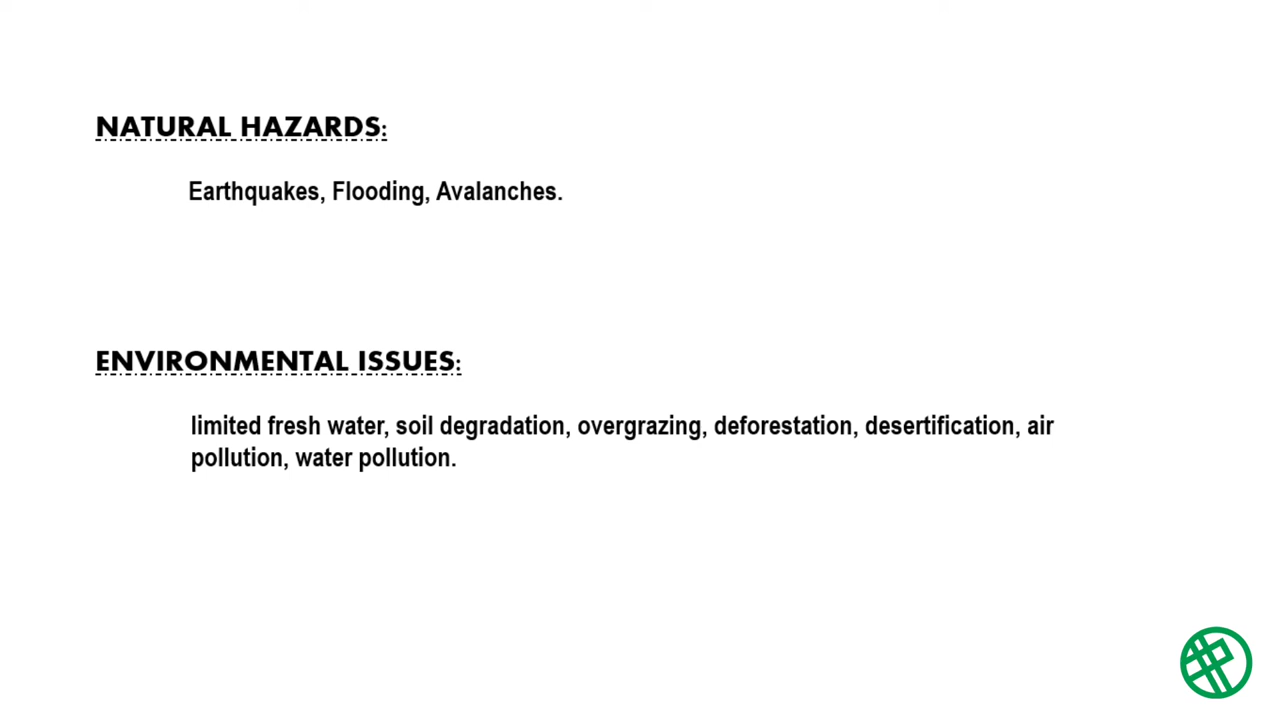 NATURAL HAZARDS:
Earthquakes, Flooding, Avalanches.
ENVIRONMENTAL ISSUES:
limited fresh water, soil degradation, overgrazing, deforestation, desertification, air
pollution, water pollution.